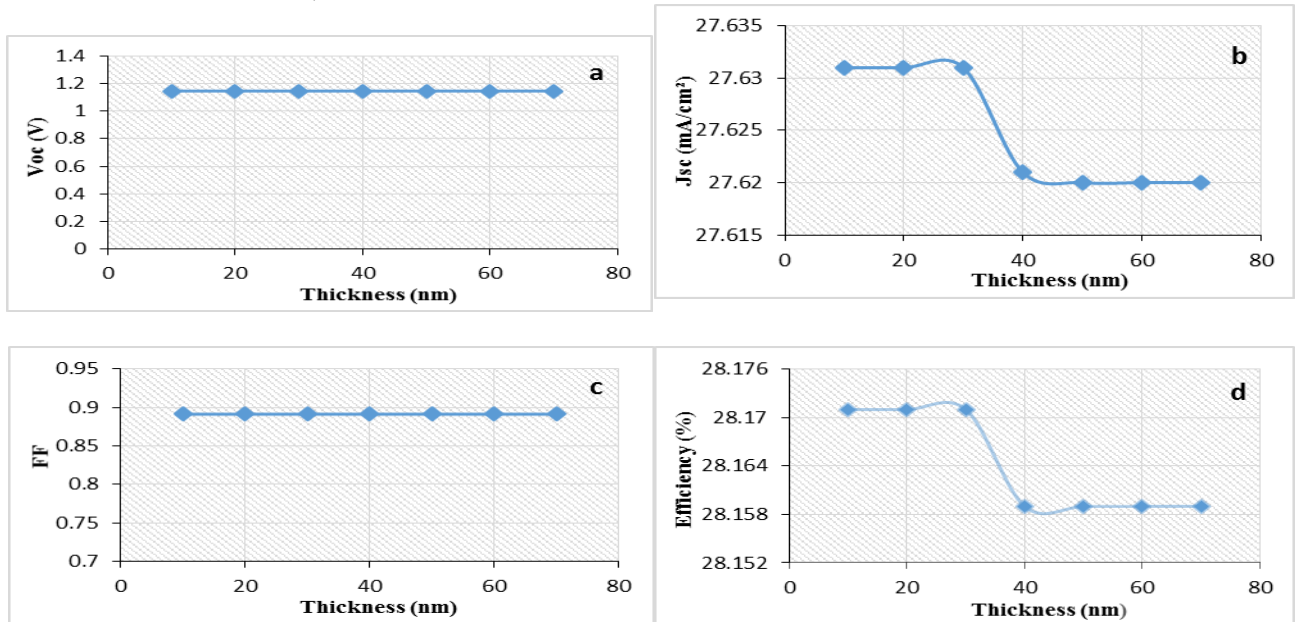 a
Voc (V)
1.4
1.2
1
0.8
0.6
0.4
0.2
0
0 20 40 60 80
Thickness (nm)
b
Jsc (mA/cm²)
27.635
27.63
27.625
27.62
27.615
0 20 40 60 80
Thickness (nm)
c
FF
0.95
0.9
0.85
0.8
0.75
0.7
0 20 40 60 80
Thickness (nm)
d
Efficiency (%)
28.176
28.17
28.164
28.158
28.152
0 20 40 60 80
Thickness (nm)